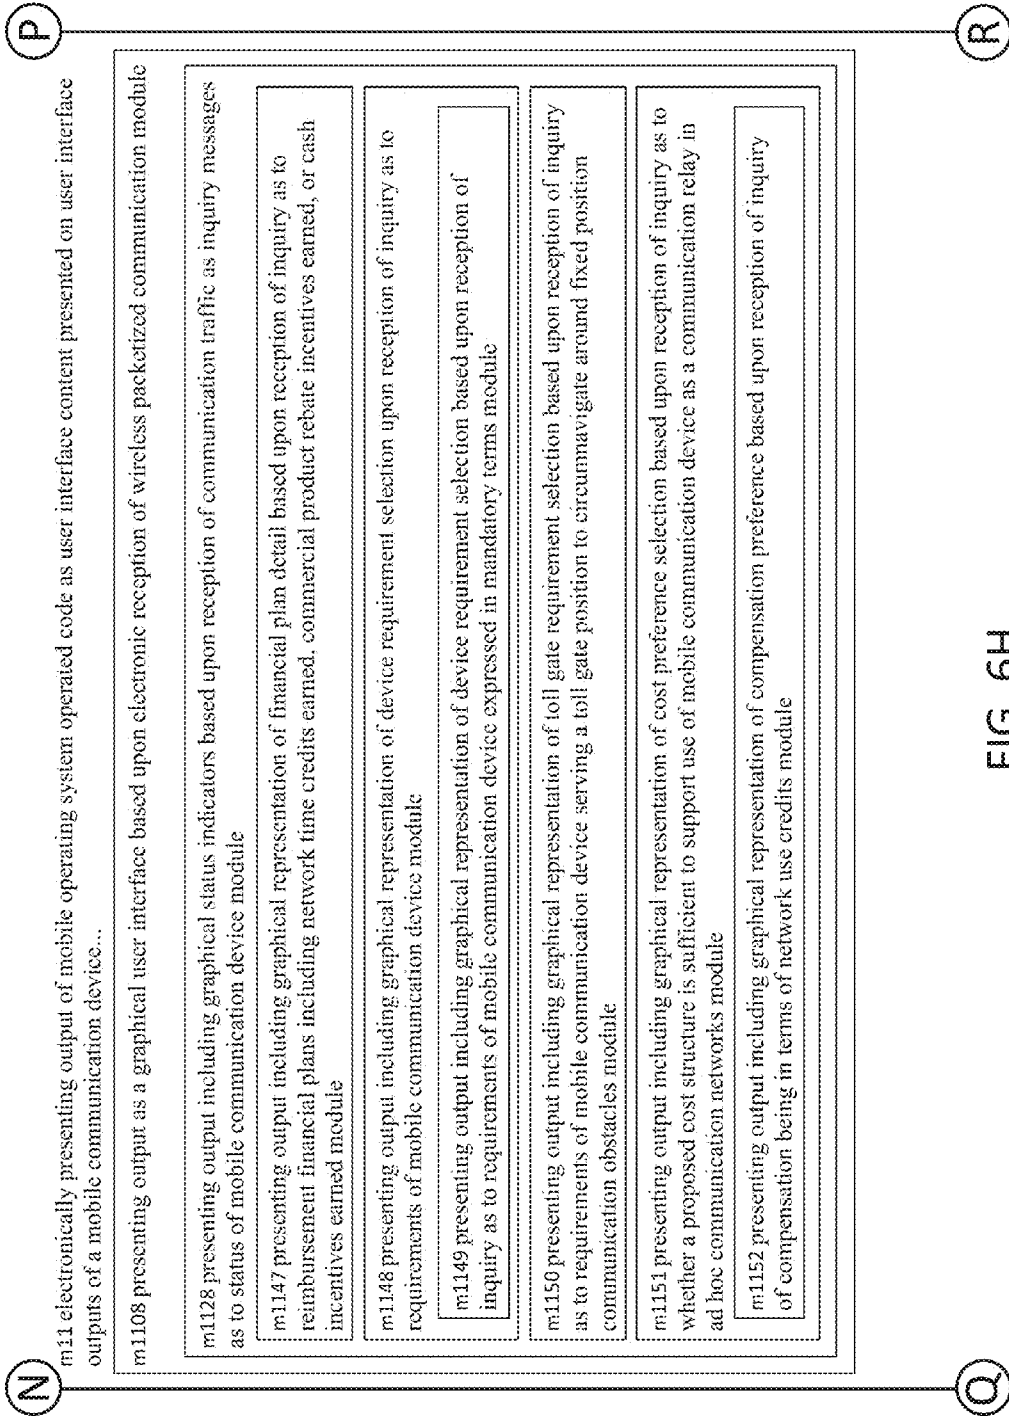 N
P
m11 electronically presenting output of mobile operating system operated code as user interface content presented on user interface
outputs of a mobile communication device...
m1108 presenting output as a graphical user interface based upon electronic reception of wireless packetized communication module
m1128 presenting output including graphical status indicators based upon reception of communication traffic as inquiry messages
as to status of mobile communication device module
m1147 presenting output including graphical representation of financial plan detail based upon reception of inquiry as to
reimbursement financial plans including network time credits earned, commercial product rebate incentives earned, or cash
incentives earned module
m1148 presenting output including graphical representation of device requirement selection upon reception of inquiry as to
requirements of mobile communication device module
m1149 presenting output including graphical representation of device requirement selection based upon reception of
inquiry as to requirements of mobile communication device expressed in mandatory terms module
m1150 presenting output including graphical representation of toll gate requirement selection based upon reception of inquiry
as to requirements of mobile communication device serving a toll gate position to circumnavigate around fixed position
communication obstacles module
m1151 presenting output including graphical representation of cost preference selection based upon reception of inquiry as to
whether a proposed cost structure is sufficient to support use of mobile communication device as a communication relay in
ad hoc communication networks module
m1152 presenting output including graphical representation of compensation preference based upon reception of inquiry
of compensation being in terms of network use credits module
Q
R
FIG. 6H